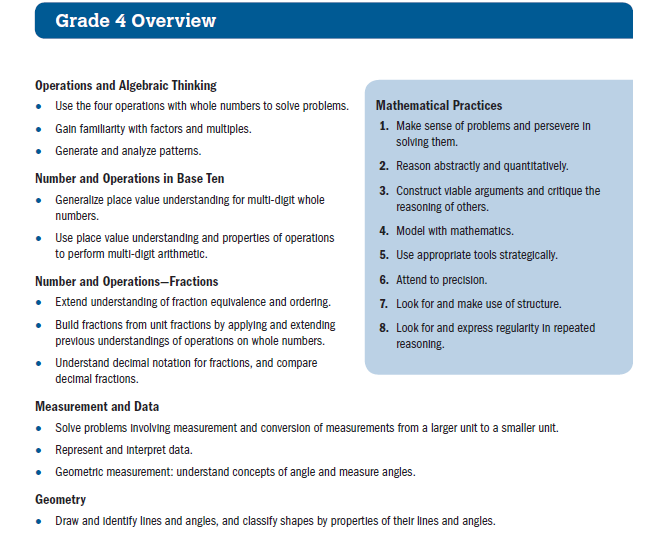 Grade 4 Overview
Operations and Algebraic Thinking
• Use the four operations with whole numbers to solve problems.
• Gain familiarity with factors and multiples.
• Generate and analyze patterns.
Number and Operations in Base Ten
• Generalize place value understanding for multi-digit whole
numbers.
• Use place value understanding and properties of operations
to perform multi-digit arithmetic.
Number and Operations—Fractions
• Extend understanding of fraction equivalence and ordering.
• Build fractions from unit fractions by applying and extending
previous understandings of operations on whole numbers.
• Understand decimal notation for fractions, and compare
decimal fractions.
Measurement and Data
• Solve problems involving measurement and conversion of measurements from a larger unit to a smaller unit.
• Represent and interpret data.
• Geometric measurement: understand concepts of angle and measure angles.
Geometry
• Draw and identify lines and angles, and classify shapes by properties of their lines and angles.
Mathematical Practices
1. Make sense of problems and persevere in
solving them.
2. Reason abstractly and quantitatively.
3. Construct viable arguments and critique the
reasoning of others.
4. Model with mathematics.
5. Use appropriate tools strategically.
6. Attend to precision.
7. Look for and make use of structure.
8. Look for and express regularity in repeated
reasoning.